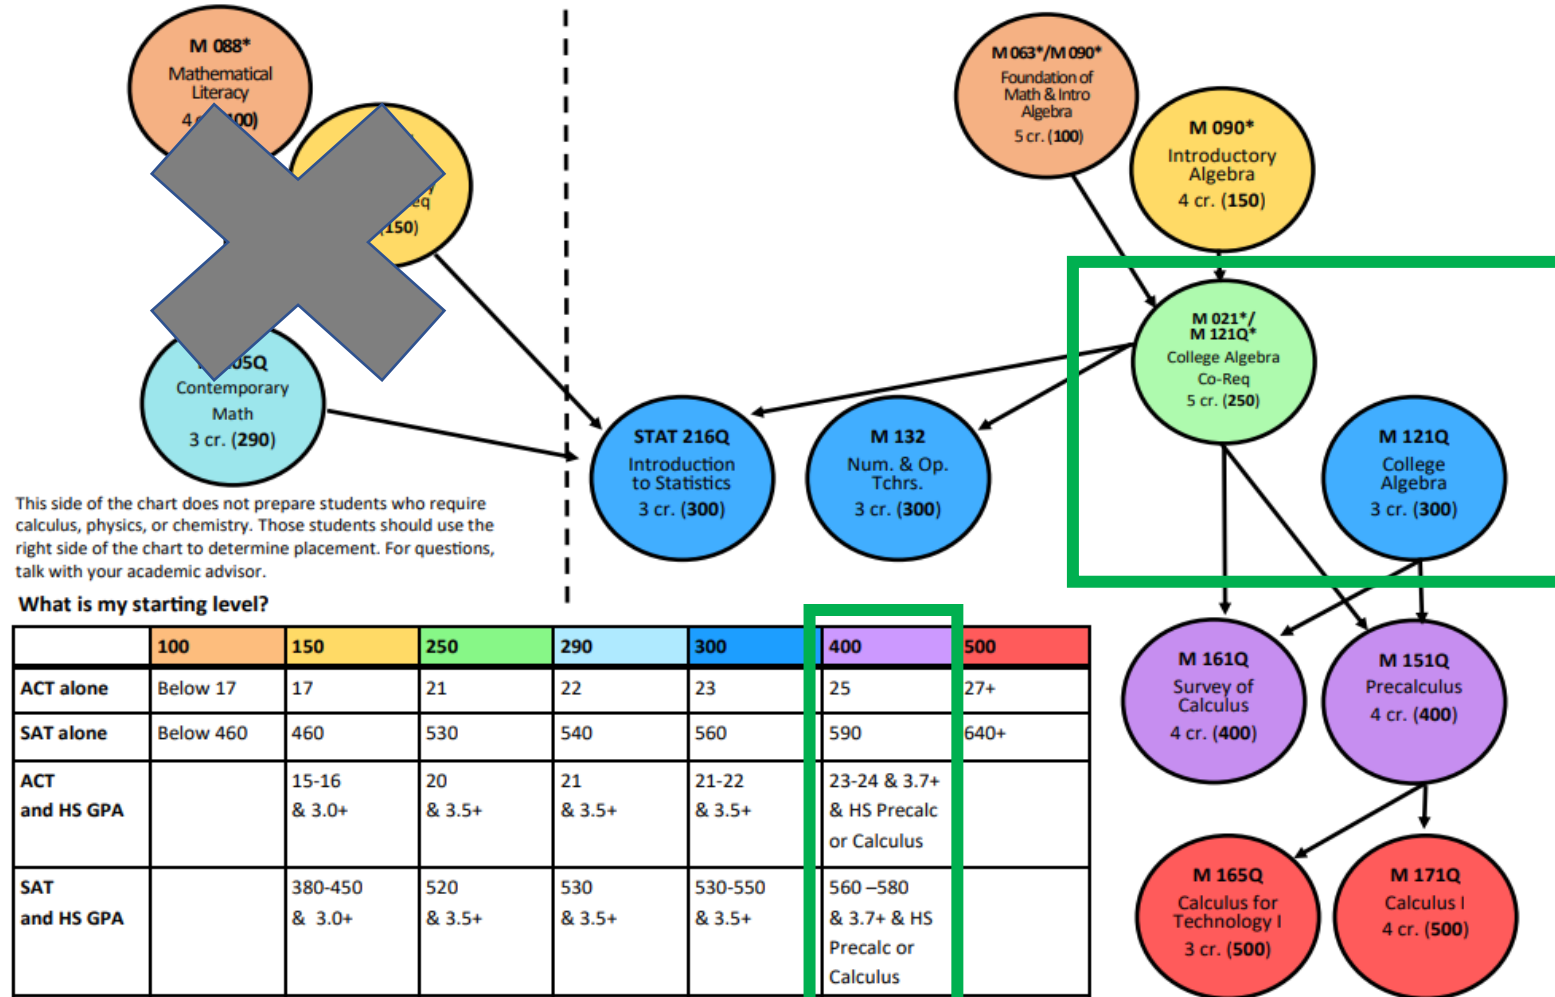 M 088*
Mathematical
Literacy
4
00)
eq
150)
05Q
Contemporary
Math
3 cr. (290)
This side of the chart does not prepare students who require
calculus, physics, or chemistry. Those students should use the
right side of the chart to determine placement. For questions,
talk with your academic advisor.
M 063*/M 090*
Foundation of
Math & Intro
Algebra
5 cr. (100)
M 090*
Introductory
Algebra
4 cr. (150)
M 021*/
M 121Q*
College Algebra
Co-Req
5 cr. (250)
STAT 216Q
Introduction
to Statistics
3 cr. (300)
M 132
Num. & Op.
Tchrs.
3 cr. (300)
M 121Q
College
Algebra
3 cr. (300)
M 161Q
Survey of
Calculus
4 cr. (400)
M 151Q
Precalculus
4 cr. (400)
M 165Q
Calculus for
Technology I
3 cr. (500)
M 171Q
Calculus I
4 cr. (500)
What is my starting level?
100 150 250 290 300 400 500
ACT alone Below 17 17 21 22 23 25 27+
SAT alone Below 460 460 530 540 560 590 640+
ACT 15-16 20 21 21-22 23-24 & 3.7+
and HS GPA & 3.0+ & 3.5+ & 3.5+ & 3.5+ & HS Precalc
or Calculus
SAT 380-450 520 530 530-550 560 –580
and HS GPA & 3.0+ & 3.5+ & 3.5+ & 3.5+ & 3.7+ & HS
Precalc or
Calculus